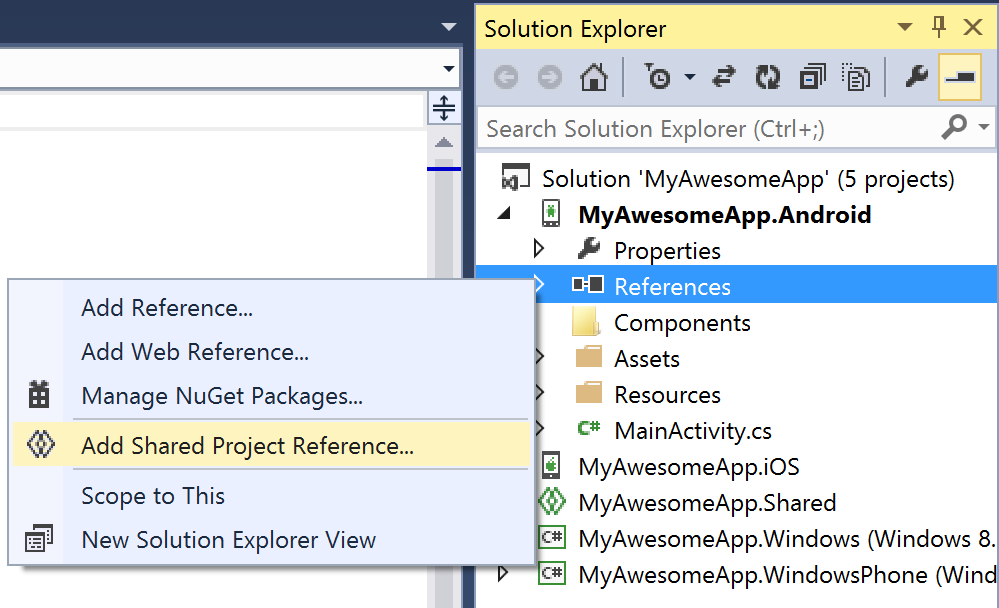 Solution Explorer
Search Solution Explorer (Ctrl+;)
Solution 'MyAwesomeApp' (5 projects)
MyAwesomeApp.Android
Properties
References
Components
Assets
Resources
C# MainActivity.cs
MyAwesomeApp.iOS
MyAwesomeApp.Shared
C# MyAwesomeApp.Windows (Windows 8.
C# MyAwesomeApp.WindowsPhone (Wind
Add Reference...
Add Web Reference...
Manage NuGet Packages...
Add Shared Project Reference...
Scope to This
New Solution Explorer View